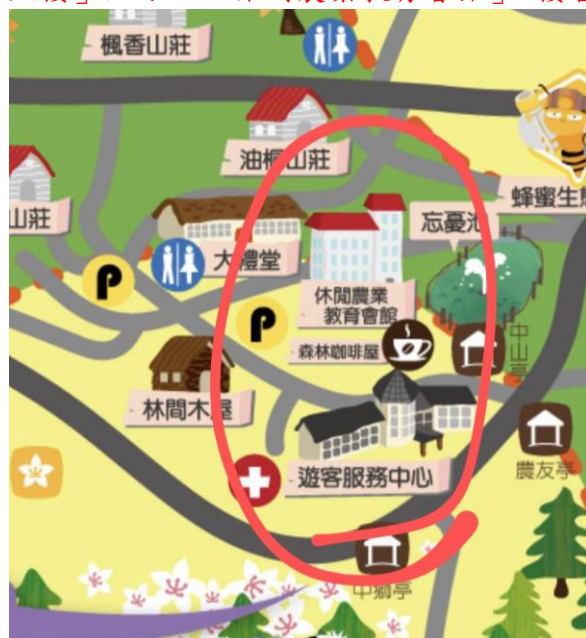 楓香山莊
油桐山莊
山莊
蜂蜜生態
忘憂池
大禮堂
P
休閒農業
教育會館
P
森林咖啡屋
中山亭
林間木屋
遊客服務中心
農友亭
中獅亭